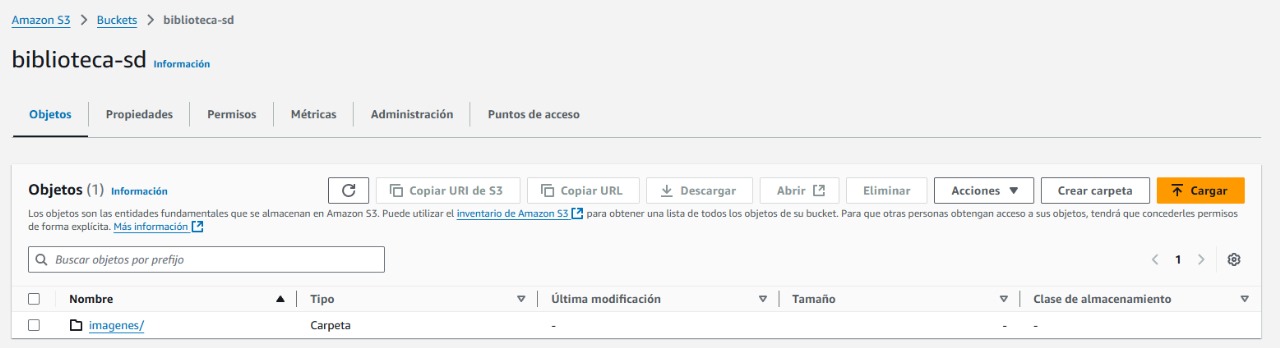 Amazon S3 > Buckets > biblioteca-sd
biblioteca-sd Información
Objetos Propiedades Permisos Métricas Administración Puntos de acceso
Objetos (1) Información Copiar URI de S3 Copiar URL Descargar Abrir Eliminar Acciones Crear carpeta Cargar
Los objetos son las entidades fundamentales que se almacenan en Amazon S3. Puede utilizar el inventario de Amazon S3 para obtener una lista de todos los objetos de su bucket. Para que otras personas obtengan acceso a sus objetos, tendrá que concederles permisos
de forma explícita. Más información
Buscar objetos por prefijo < 1 >
Nombre Tipo Última modificación Tamaño Clase de almacenamiento
imagenes/ Carpeta - - -